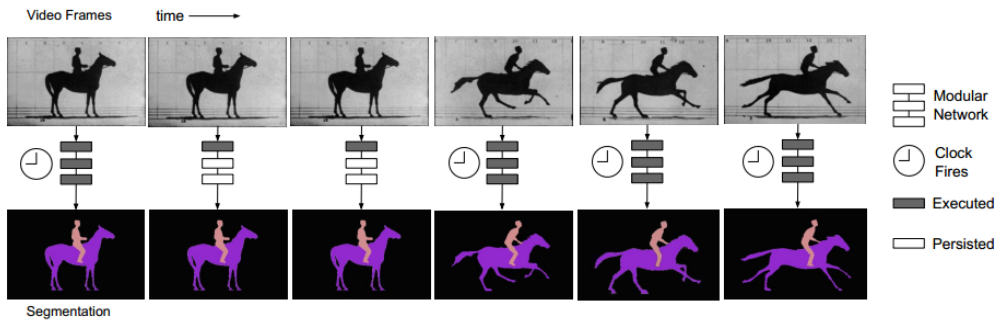 Video Frames
time
Modular
Network
Clock
Fires
Executed
Persisted
Segmentation